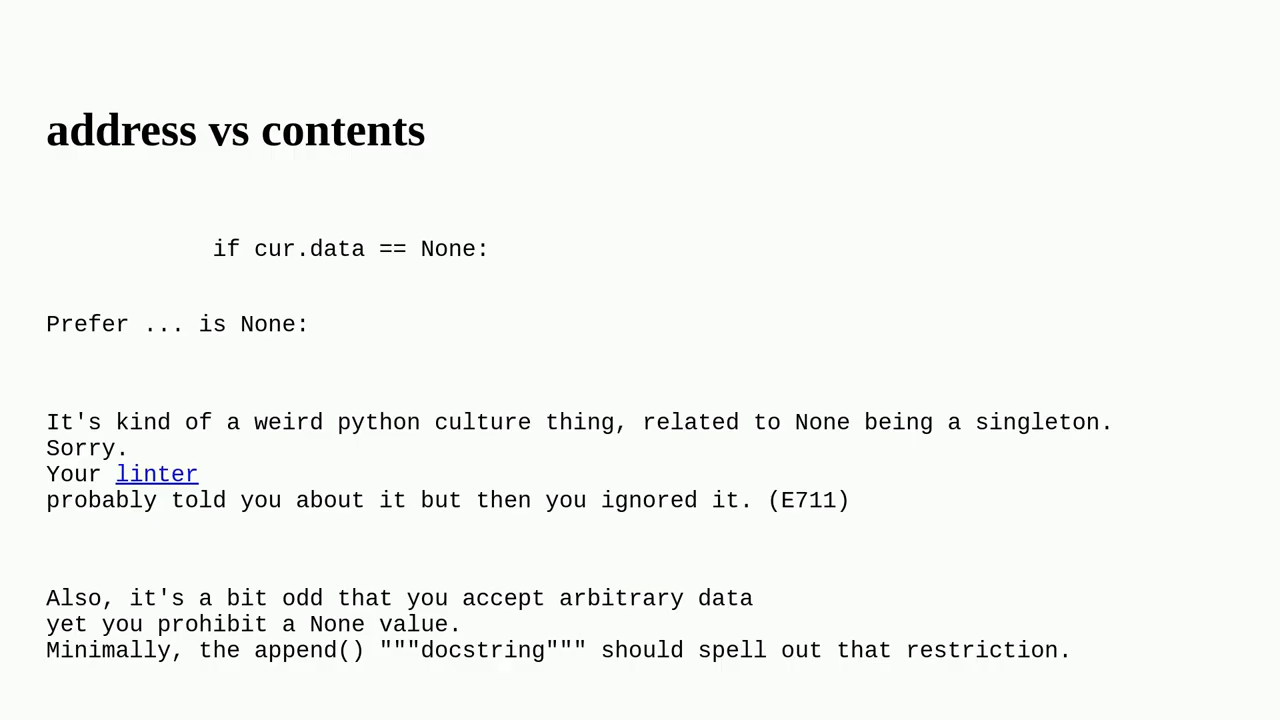 address vs contents
if cur.data == None:
Prefer ... is None:
It's kind of a weird python culture thing, related to None being a singleton.
Sorry.
Your linter
probably told you about it but then you ignored it. (E711)
Also, it's a bit odd that you accept arbitrary data
yet you prohibit a None value.
Minimally, the append() """docstring""" should spell out that restriction.